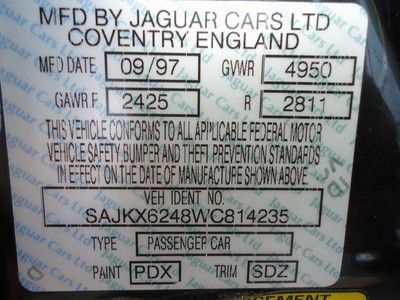 MFD BY JAGUAR CARS LTD
COVENTRY ENGLAND
MFD DATE 09/97 GVWR 4950
GAWR F 2425 R 2811
THIS VEHICLE CONFORMS TO ALL APPLICABLE FEDERAL MOTOR
VEHICLE SAFETY,BUMPER AND THEFT PREVENTION STANDARDS
IN EFFECT ON THE DATE OF MANUFACTURE SHOWN ABOVE.
VEH IDENT NO.
SAJKX6248WC814235
TYPE PASSENGER CAR
PAINT PDX TRIM SDZ